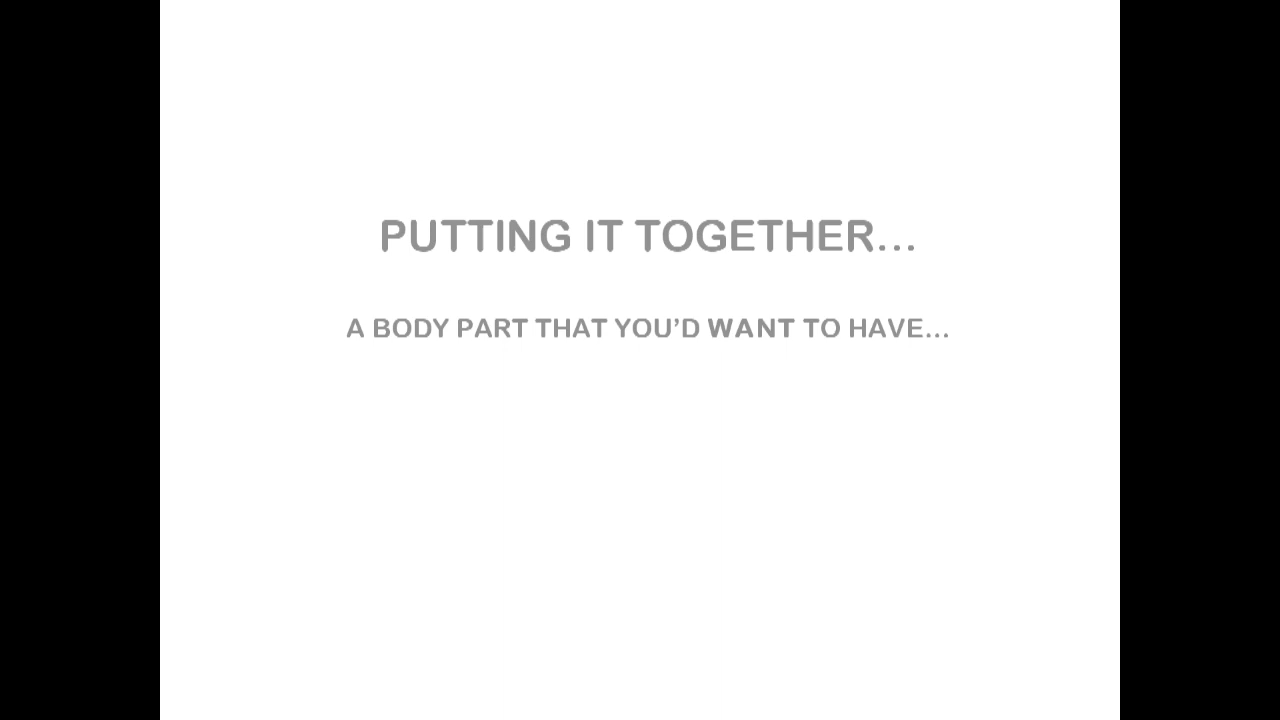 PUTTING IT TOGETHER…
A BODY PART THAT YOU’D WANT TO HAVE…